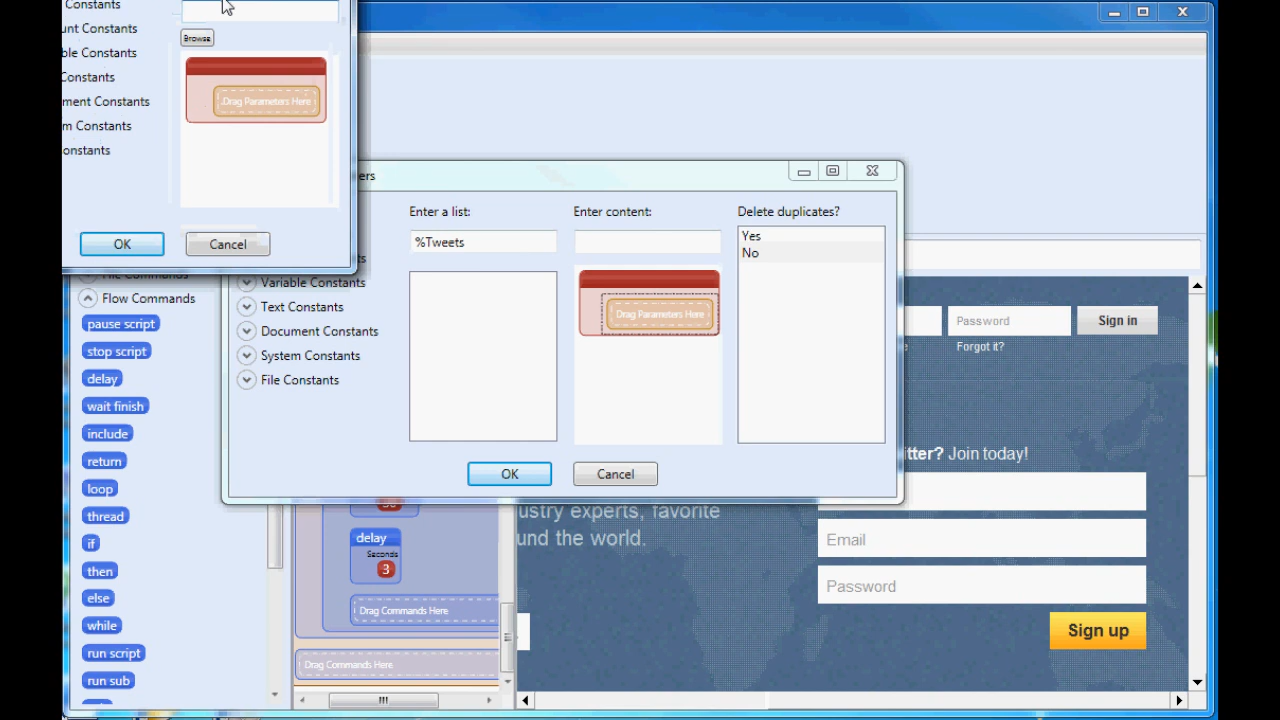 Constants
unt Constants
ble Constants
Constants
ment Constants
m Constants
onstants
Browse
Drag Parameters Here
OK
Cancel
ers
Enter a list:
Enter content:
Delete duplicates?
%Tweets
Yes
No
Variable Constants
Text Constants
Document Constants
System Constants
File Constants
Drag Parameters Here
OK
Cancel
Flow Commands
pause script
stop script
delay
wait finish
include
return
loop
thread
if
then
else
while
run script
run sub
delay
Seconds
3
Drag Commands Here
Drag Commands Here
ustry experts, favorite
und the world.
Password
Sign in
Forgot it?
tter? Join today!
Email
Password
Sign up